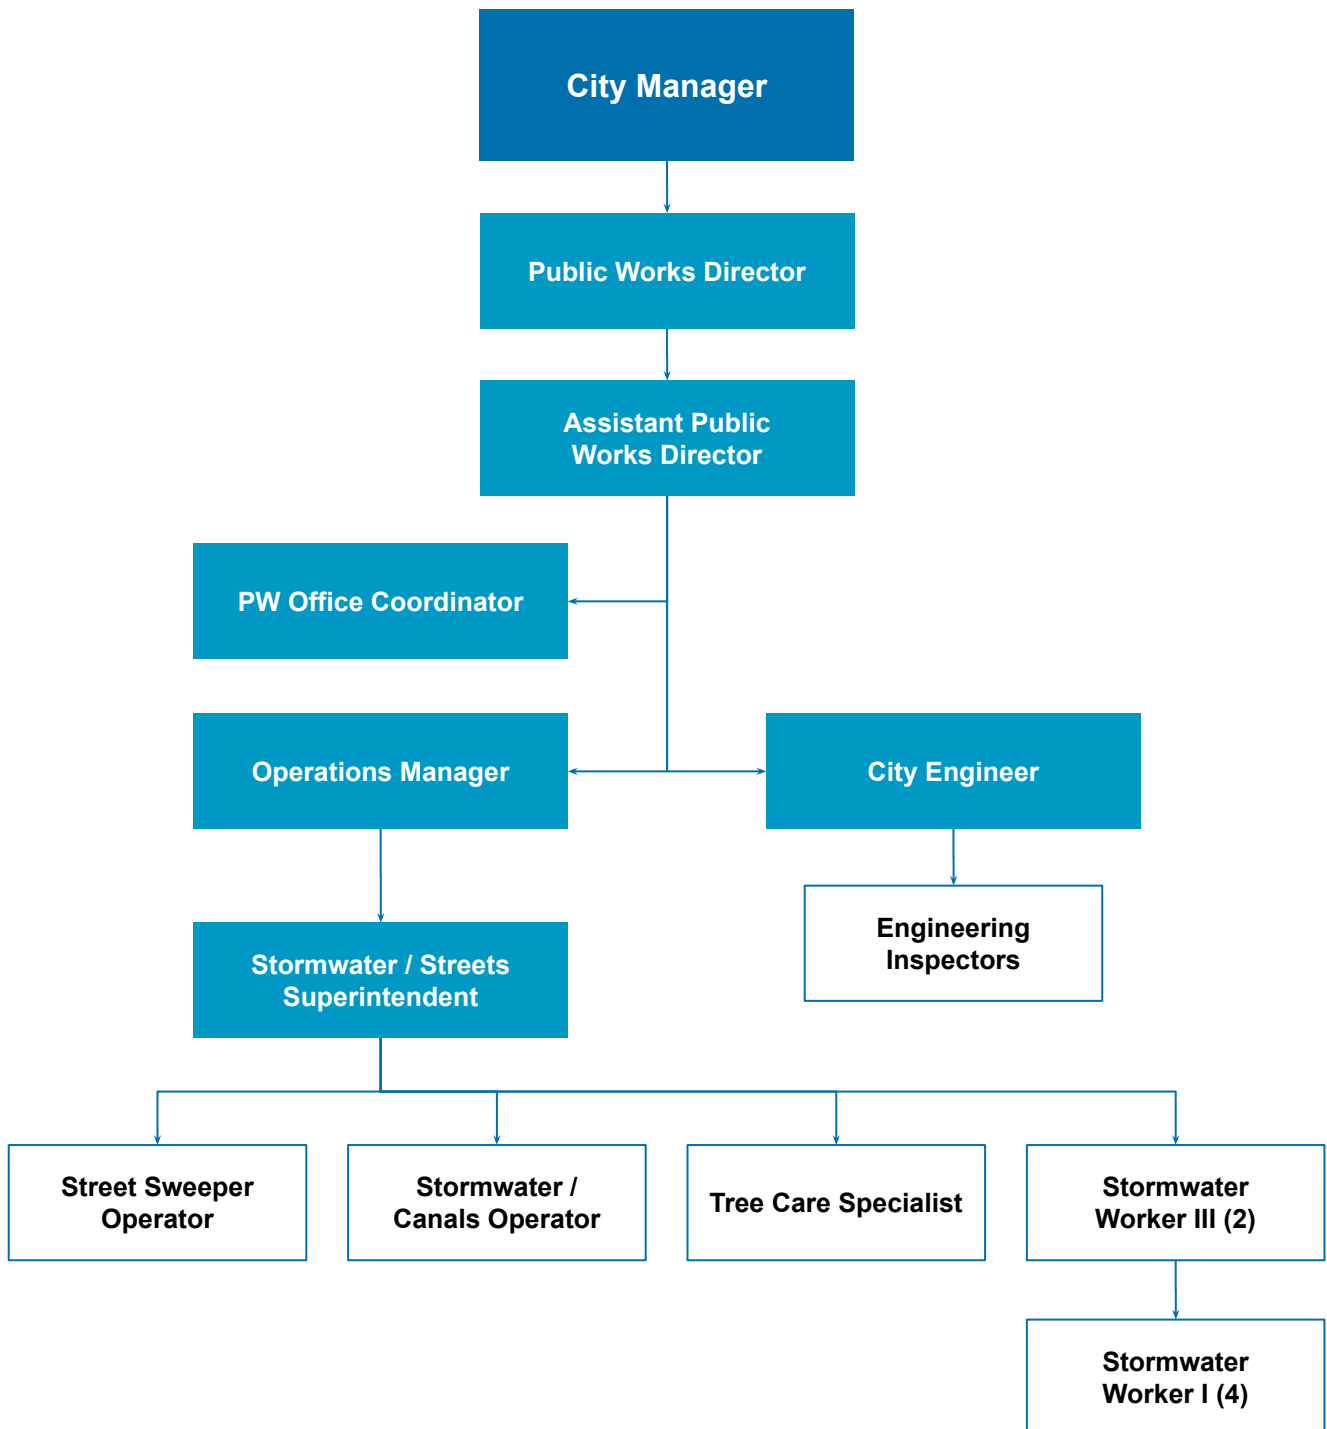 City Manager
Public Works Director
Assistant Public
Works Director
PW Office Coordinator
Operations Manager
City Engineer
Engineering
Inspectors
Stormwater / Streets
Superintendent
Street Sweeper
Operator
Stormwater /
Canals Operator
Tree Care Specialist
Stormwater
Worker III (2)
Stormwater
Worker I (4)